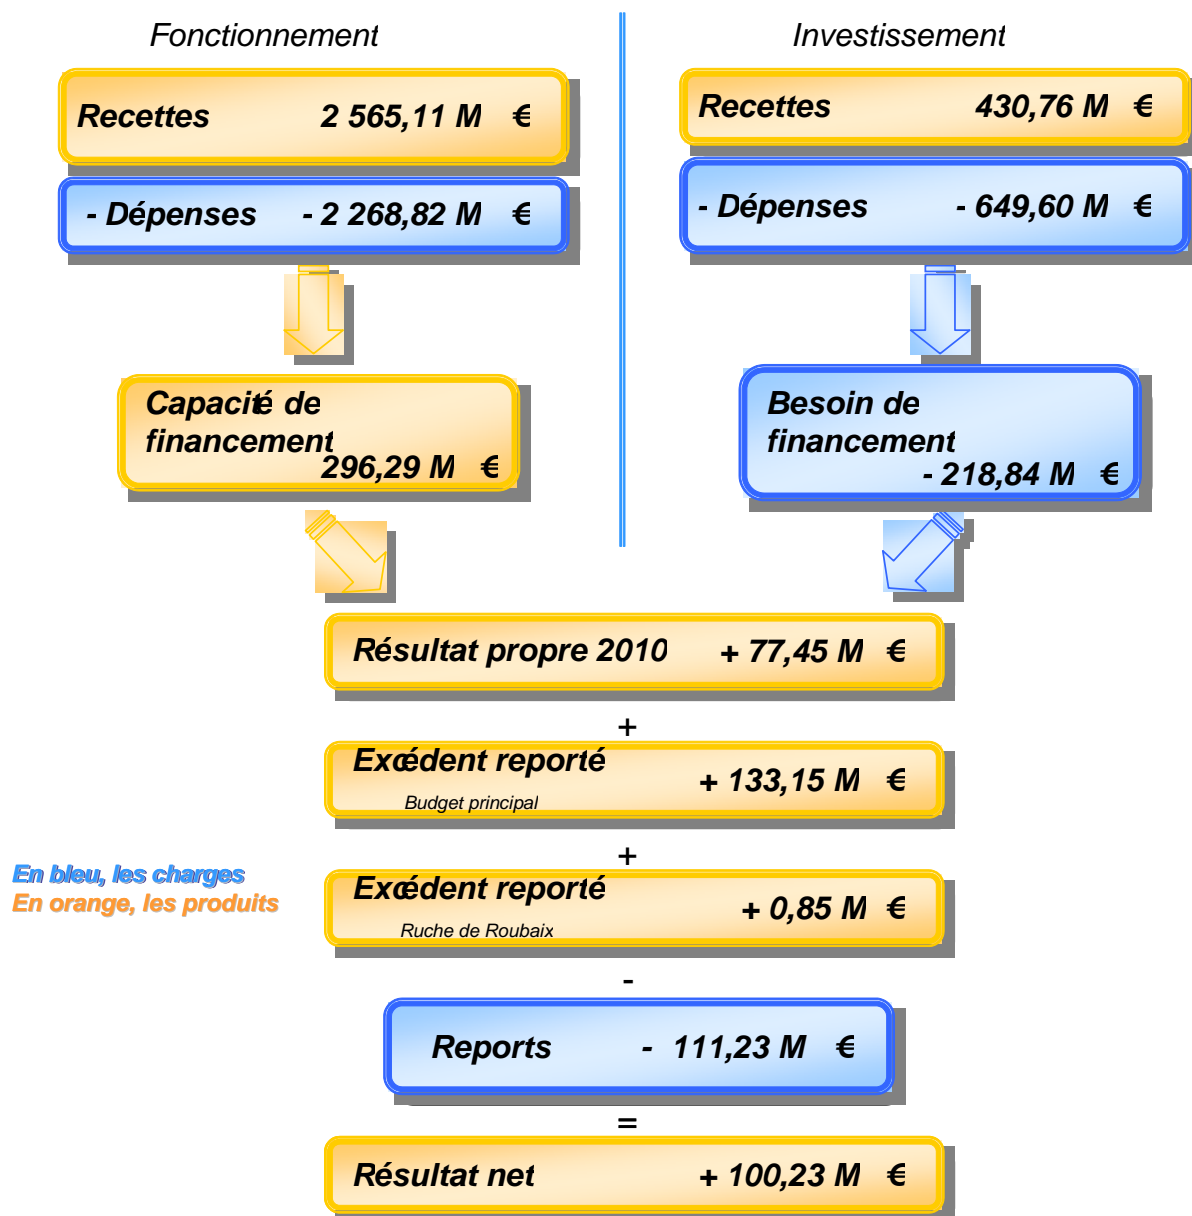 Fonctionnement
Recettes 2 565,11 M €
- Dépenses - 2 268,82 M €
Capacité de
financement
296,29 M €
Investissement
Recettes 430,76 M €
- Dépenses - 649,60 M €
Besoin de
financement
- 218,84 M €
Résultat propre 2010 + 77,45 M €
+
Excédent reporté + 133,15 M €
Budget principal
+
En bleu, les charges
En orange, les produits
Excédent reporté + 0,85 M €
Ruche de Roubaix
-
Reports - 111,23 M €
=
Résultat net + 100,23 M €